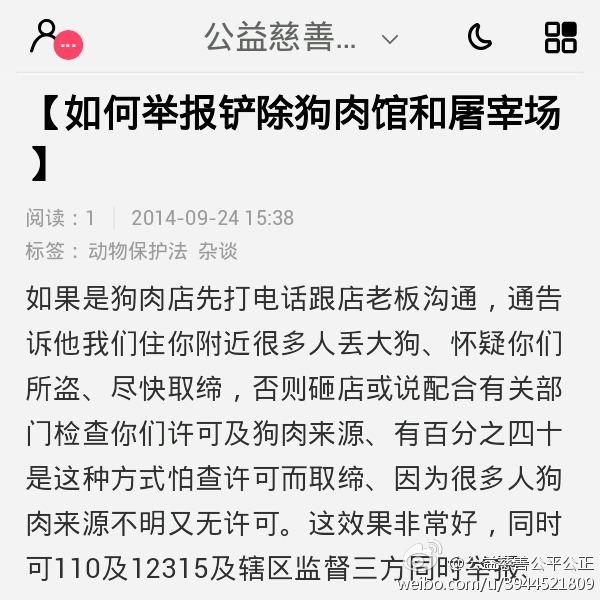 公益慈善...
【如何举报铲除狗肉馆和屠宰场
】
阅读：1 2014-09-24 15:38
标签：动物保护法 杂谈
如果是狗肉店先打电话跟店老板沟通，通告
诉他我们住你附近很多人丢大狗、怀疑你们
所盗、尽快取缔，否则砸店或说配合有关部
门检查你们许可及狗肉来源、有百分之四十
是这种方式怕查许可而取缔、因为很多人狗
肉来源不明又无许可。这效果非常好，同时
可110及12315及辖区监督三方同时举报、
@公益慈善公平公正
weibo.com/u/3944521809